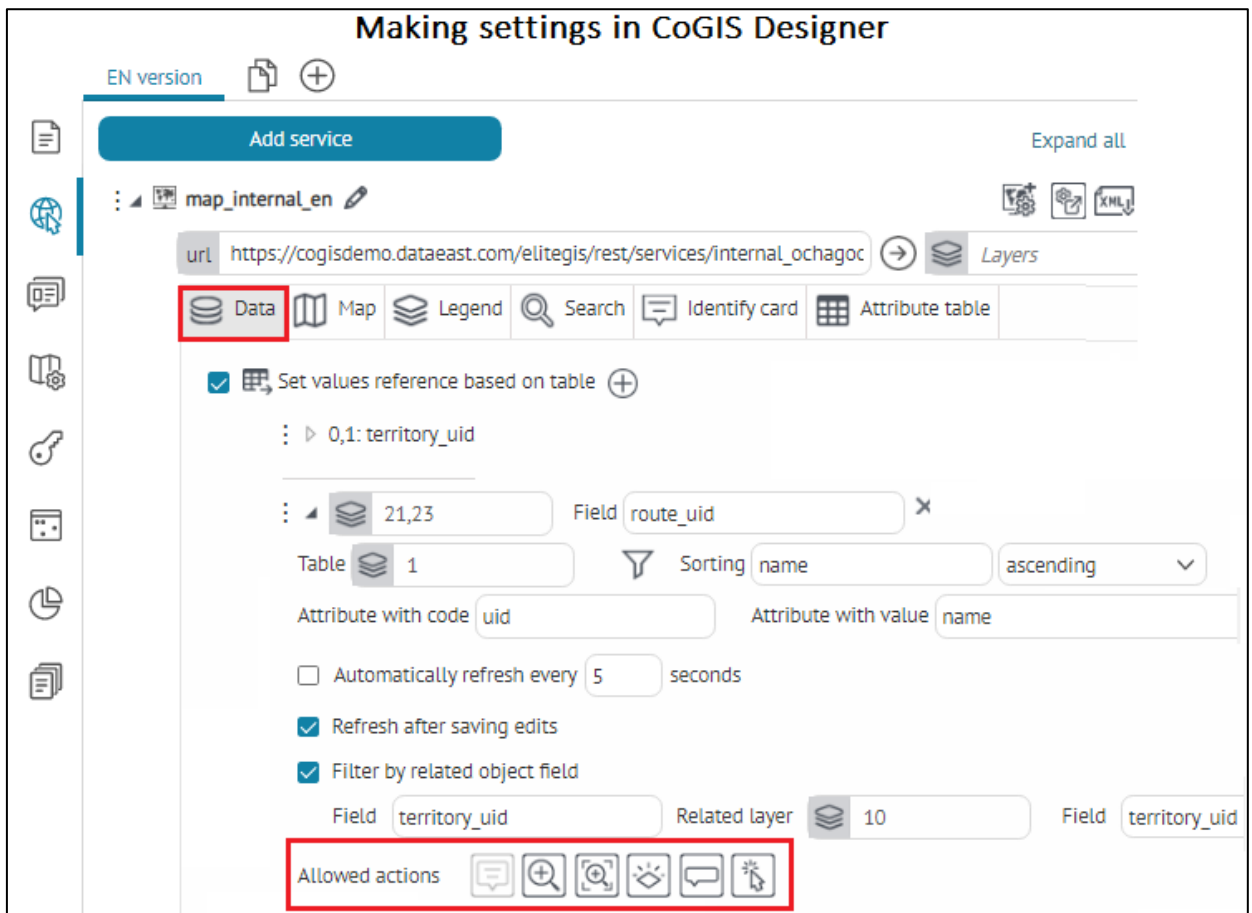 Making settings in CoGIS Designer
EN version
Add service
Expand all
map_internal_en
XML
url https://cogisdemo.dataeast.com/elitegis/rest/services/internal_ochagoc Layers
Data Map Legend Search Identify card Attribute table
Set values reference based on table
0,1: territory_uid
21,23 Field route_uid
Table 1 Sorting name ascending
Attribute with code uid Attribute with value name
Automatically refresh every 5 seconds
Refresh after saving edits
Filter by related object field
Field territory_uid Related layer 10 Field territory_uid
Allowed actions